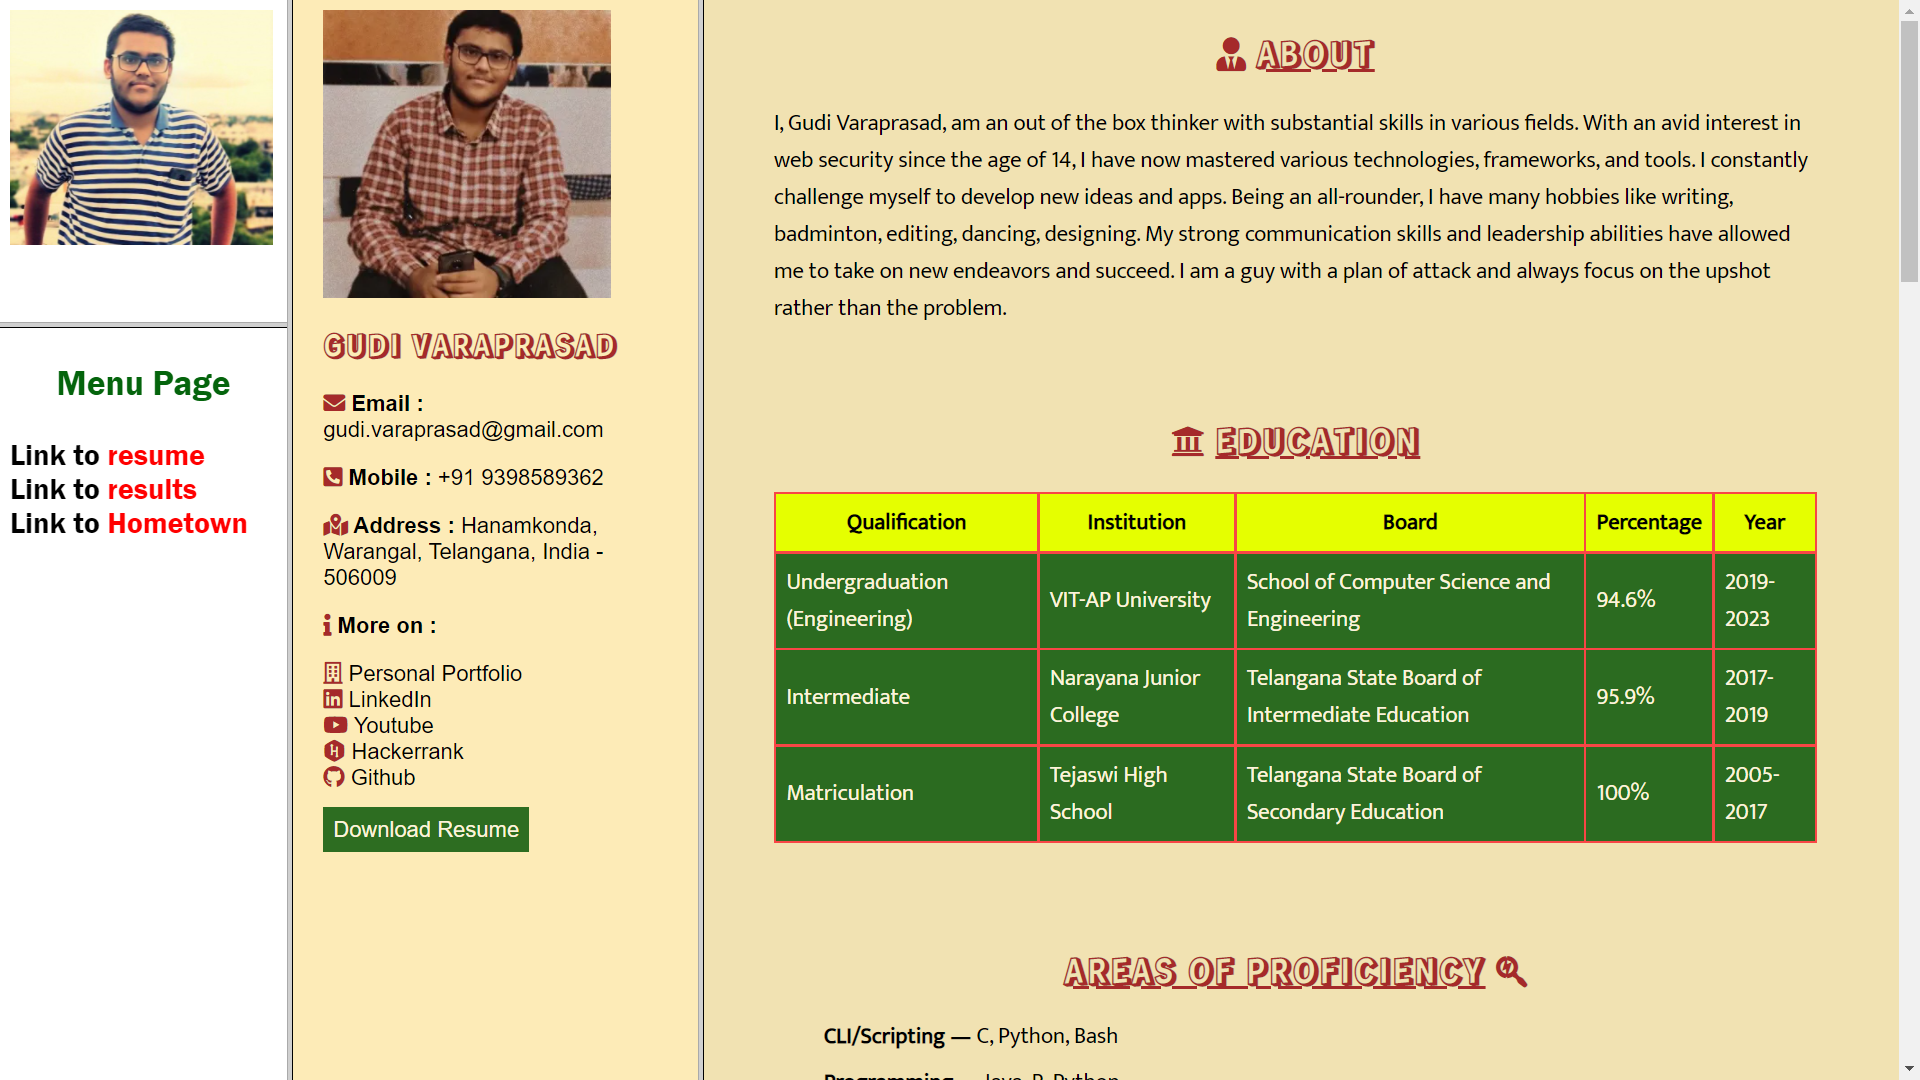 Menu Page
Link to resume
Link to results
Link to Hometown
GUDI VARAPRASAD
Email :
gudi.varaprasad@gmail.com
Mobile : +91 9398589362
Address : Hanamkonda,
Warangal, Telangana, India -
506009
More on :
Personal Portfolio
LinkedIn
Youtube
Hackerrank
Github
Download Resume
ABOUT
I, Gudi Varaprasad, am an out of the box thinker with substantial skills in various fields. With an avid interest in
web security since the age of 14, I have now mastered various technologies, frameworks, and tools. I constantly
challenge myself to develop new ideas and apps. Being an all-rounder, I have many hobbies like writing,
badminton, editing, dancing, designing. My strong communication skills and leadership abilities have allowed
me to take on new endeavors and succeed. I am a guy with a plan of attack and always focus on the upshot
rather than the problem.
EDUCATION
Qualification Institution Board Percentage Year
Undergraduation (Engineering) VIT-AP University School of Computer Science and Engineering 94.6% 2019-2023
Intermediate Narayana Junior College Telangana State Board of Intermediate Education 95.9% 2017-2019
Matriculation Tejaswi High School Telangana State Board of Secondary Education 100% 2005-2017
AREAS OF PROFICIENCY
CLI/Scripting — C, Python, Bash
Programming — Java, R, Python